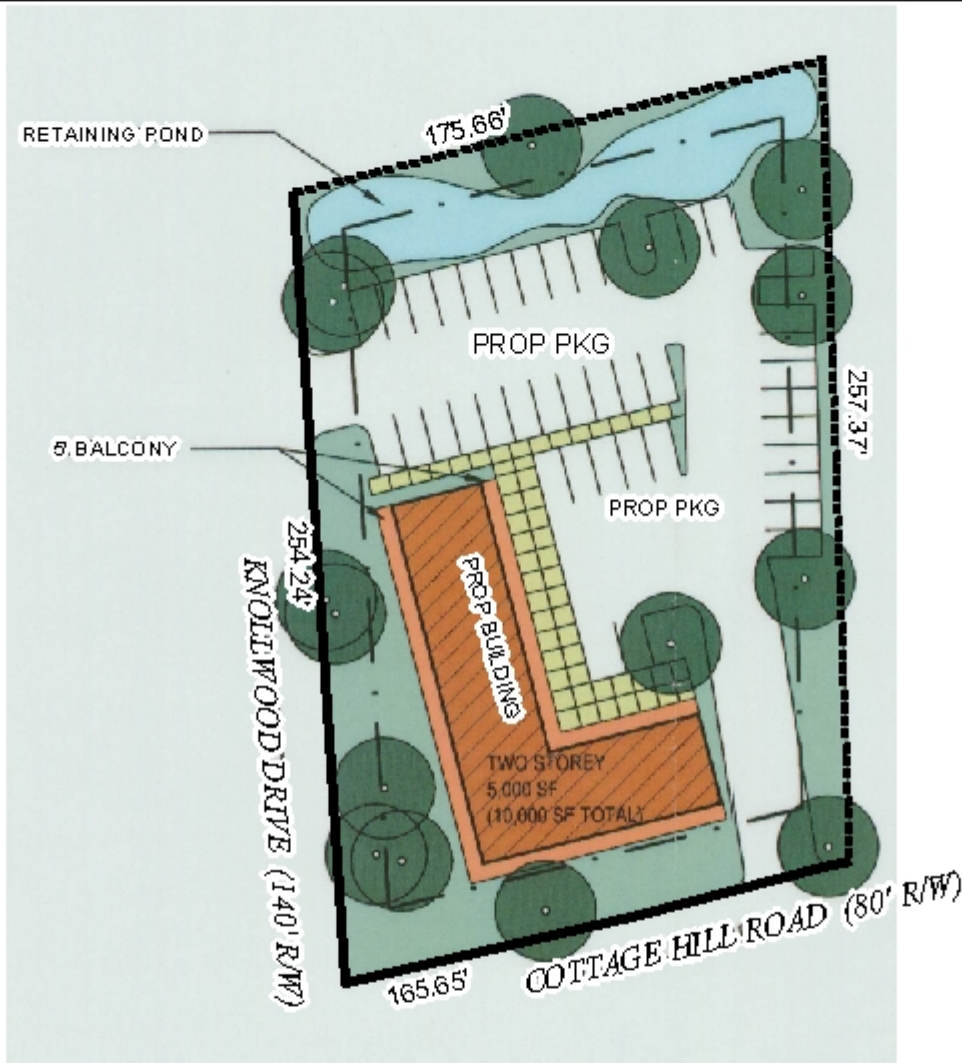 175.66'
RETAINING POND
PROP PKG
257.37'
5' BALCONY
PROP PKG
254.24'
KNOLLWOOD DRIVE (140' R/W)
PROP BUILDING
TWO STOREY
5,000 SF
(10,000 SF TOTAL)
COTTAGE HILL ROAD (80' R/W)
165.65'